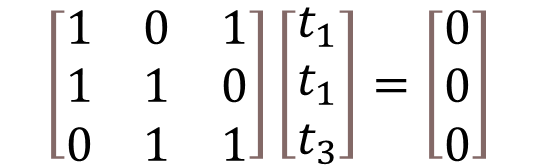 [1 0 1] [t₁] [0]
[1 1 0] [t₁] = [0]
[0 1 1] [t₃] [0]